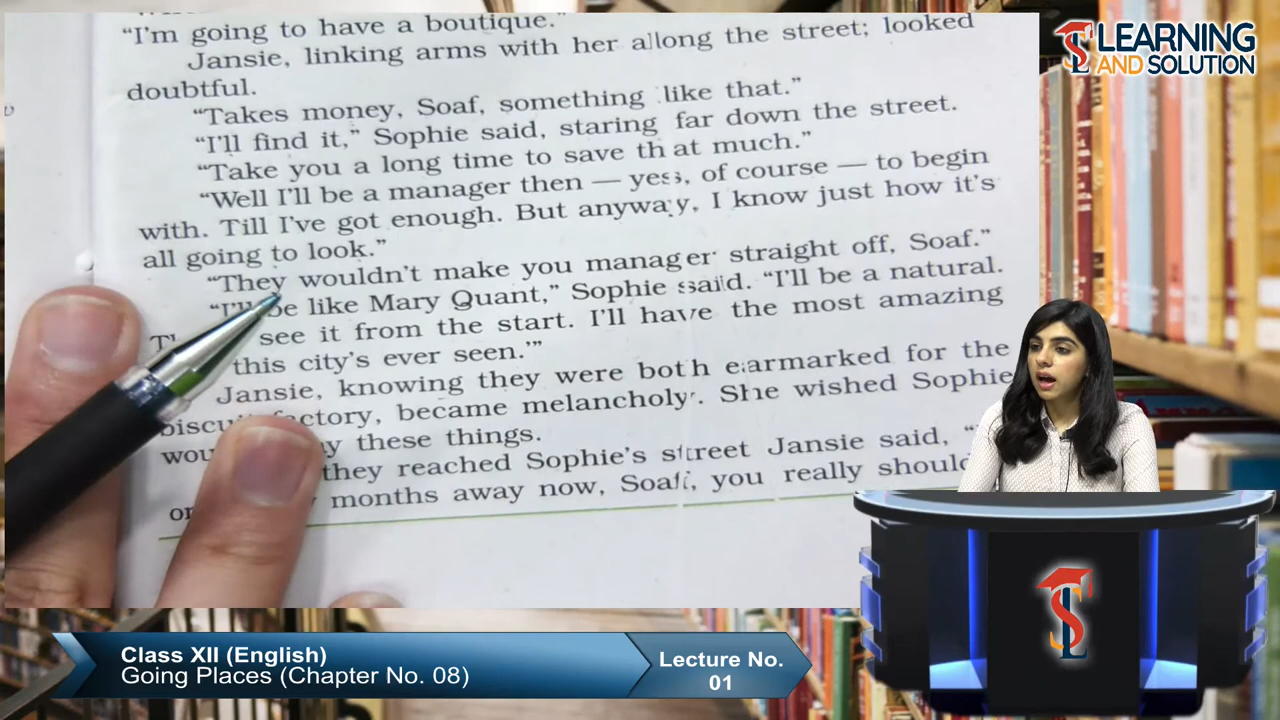 "I'm going to have a boutique."
Jansie, linking arms with her along the street; looked
doubtful.
"Takes money, Soaf, something like that."
"I'll find it," Sophie said, staring far down the street.
"Take you a long time to save that much."
"Well I'll be a manager then — yes, of course — to begin
with. Till I've got enough. But anyway, I know just how it's
all going to look."
"They wouldn't make you manager straight off, Soaf."
"I'll be like Mary Quant," Sophie said. "I'll be a natural.
see it from the start. I'll have the most amazing
this city's ever seen.'"
Jansie, knowing they were both earmarked for the
factory, became melancholy. She wished Sophie
these things.
they reached Sophie's street Jansie said, "
months away now, Soaf, you really should
LEARNING
AND SOLUTION
Class XII (English)
Going Places (Chapter No. 08)
Lecture No.
01